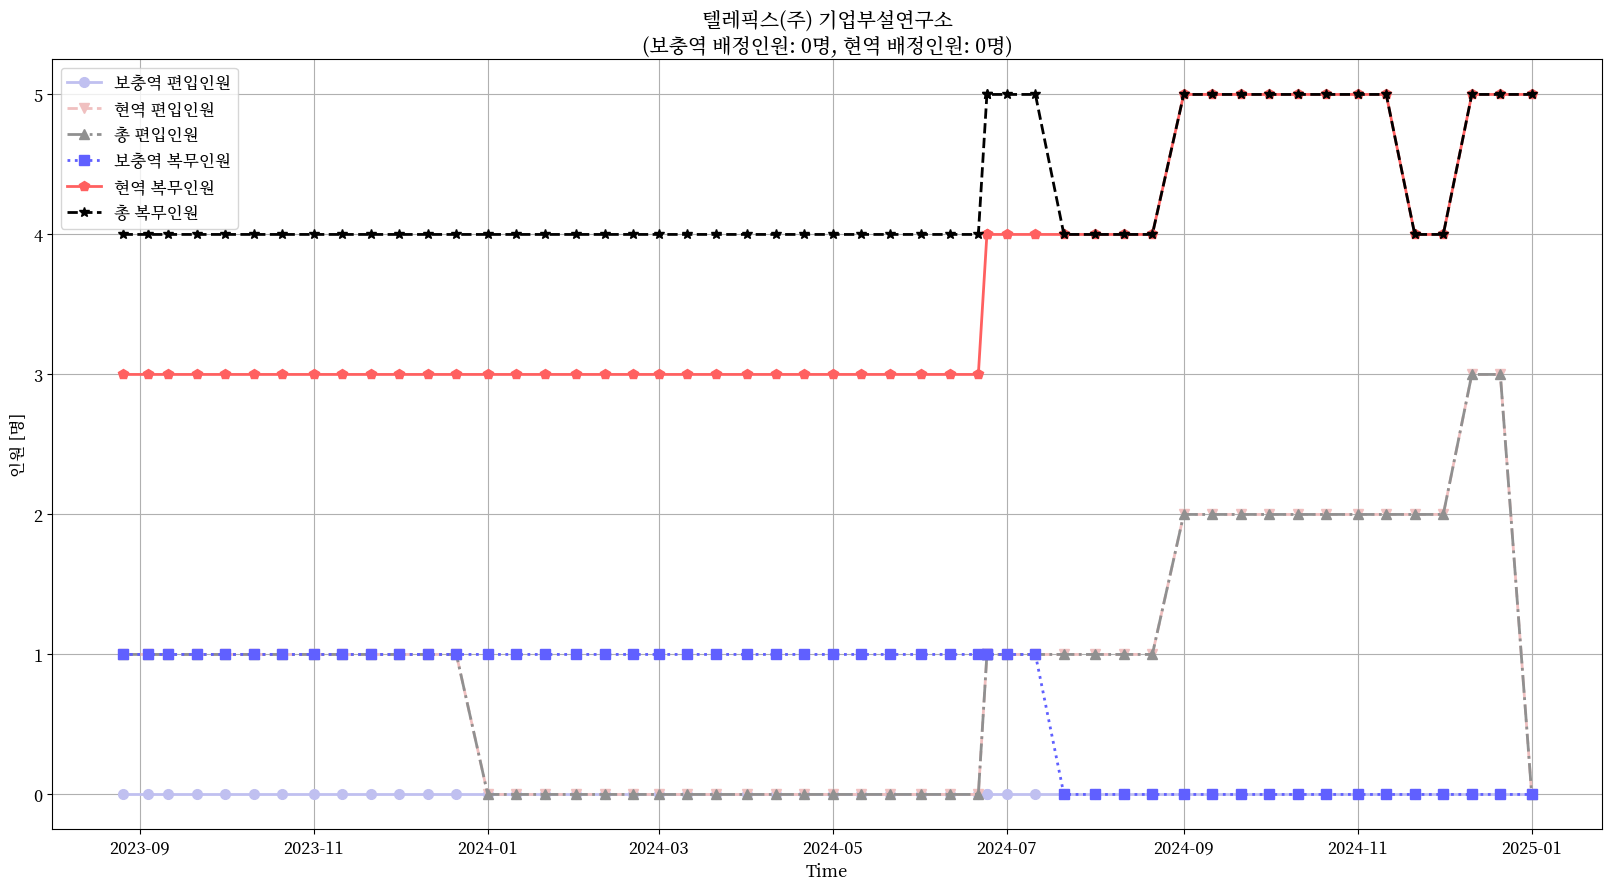 텔레픽스(주) 기업부설연구소
(보충역 배정인원: 0명, 현역 배정인원: 0명)
보충역 편입인원
현역 편입인원
총 편입인원
보충역 복무인원
현역 복무인원
총 복무인원
인원 [명]
5
4
3
2
1
0
2023-09 2023-11 2024-01 2024-03 2024-05 2024-07 2024-09 2024-11 2025-01
Time